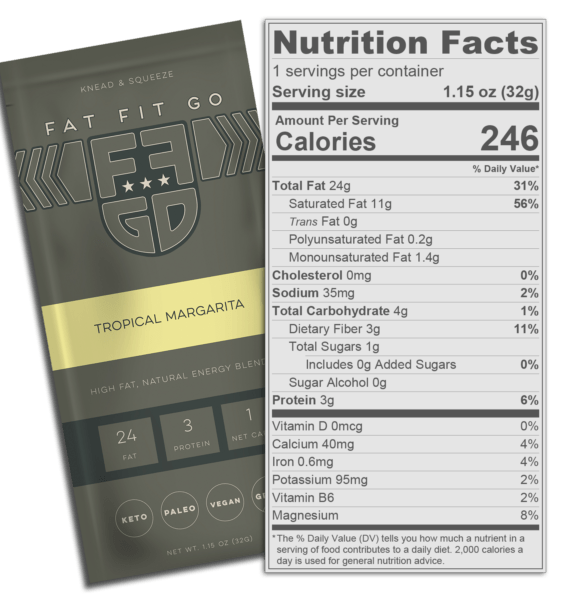 KNEAD & SQUEEZE
FAT FIT GO
FF
GO
TROPICAL MARGARITA
HIGH FAT, NATURAL ENERGY BLEND
24
FAT
3
PROTEIN
1
NET CA
KETO
PALEO
VEGAN
G
NET WT. 1.15 OZ (32G)
Nutrition Facts
1 servings per container
Serving size 1.15 oz (32g)
Amount Per Serving
Calories 246
% Daily Value*
Total Fat 24g 31%
Saturated Fat 11g 56%
Trans Fat 0g
Polyunsaturated Fat 0.2g
Monounsaturated Fat 1.4g
Cholesterol 0mg 0%
Sodium 35mg 2%
Total Carbohydrate 4g 1%
Dietary Fiber 3g 11%
Total Sugars 1g
Includes 0g Added Sugars 0%
Sugar Alcohol 0g
Protein 3g 6%
Vitamin D 0mcg 0%
Calcium 40mg 4%
Iron 0.6mg 4%
Potassium 95mg 2%
Vitamin B6 2%
Magnesium 8%
*The % Daily Value (DV) tells you how much a nutrient in a
serving of food contributes to a daily diet. 2,000 calories a
day is used for general nutrition advice.